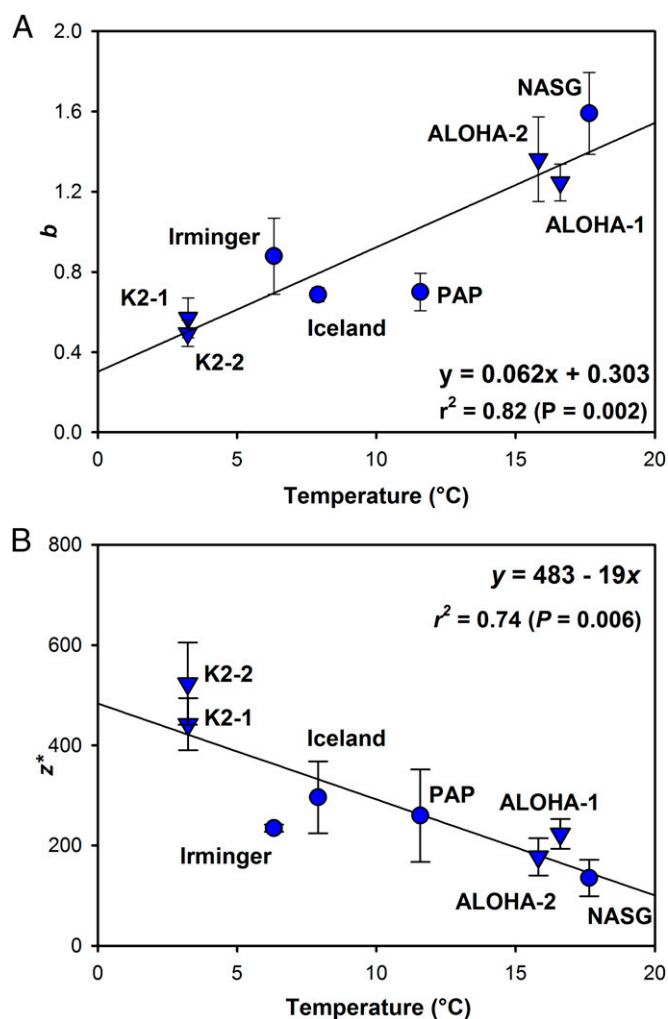 A
2.0
1.6
1.2
0.8
0.4
0.0
b
NASG
ALOHA-2
ALOHA-1
Irminger
K2-1
Iceland
PAP
K2-2
y = 0.062x + 0.303
r² = 0.82 (P = 0.002)
0 5 10 15 20
Temperature (°C)
B
800
600
400
200
0
z*
y = 483 - 19x
r² = 0.74 (P = 0.006)
K2-2
K2-1
Iceland
PAP
ALOHA-1
Irminger
ALOHA-2
NASG
0 5 10 15 20
Temperature (°C)